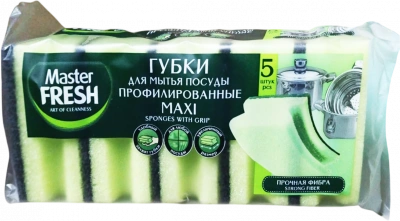 Master
FRESH
ART OF CLEANNESS
ГУБКИ
ДЛЯ МЫТЬЯ ПОСУДЫ
ПРОФИЛИРОВАННЫЕ
MAXI
SPONGES WITH GRIP
5
штук
pcs
ПРОЧНАЯ ФИБРА
STRONG FIBER